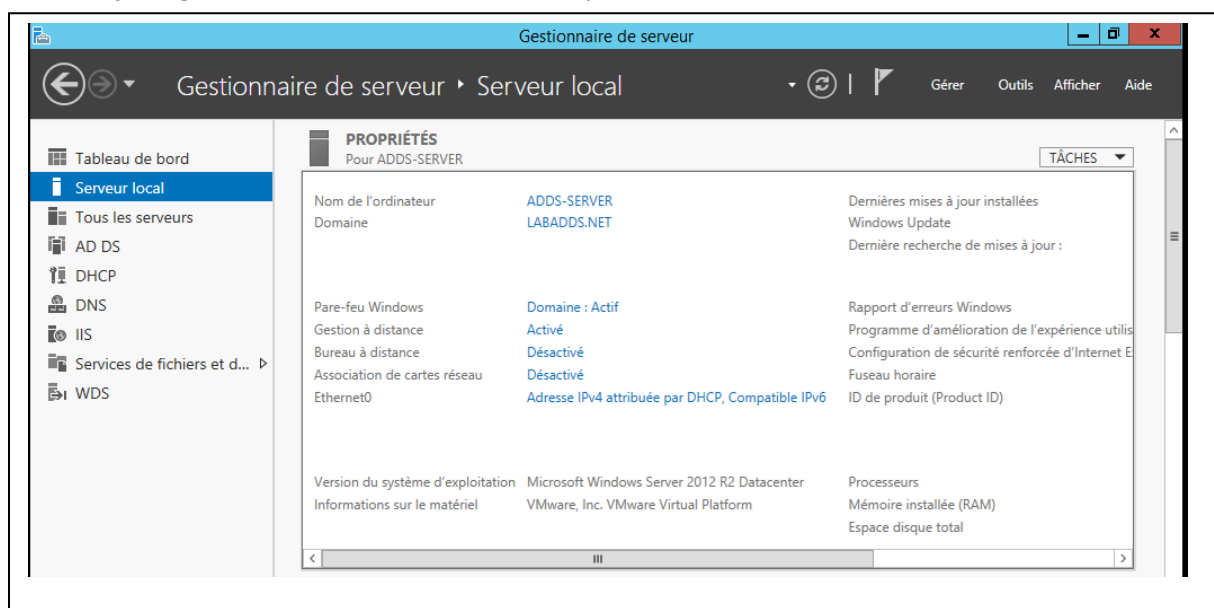 Gestionnaire de serveur
Gestionnaire de serveur ‣ Serveur local
Gérer Outils Afficher Aide
Tableau de bord
Serveur local
Tous les serveurs
AD DS
DHCP
DNS
IIS
Services de fichiers et d...
WDS
PROPRIÉTÉS
Pour ADDS-SERVER
TÂCHES
Nom de l'ordinateur ADDS-SERVER Dernières mises à jour installées
Domaine LABADDS.NET Windows Update
Dernière recherche de mises à jour :
Pare-feu Windows Domaine : Actif Rapport d'erreurs Windows
Gestion à distance Activé Programme d'amélioration de l'expérience utilis
Bureau à distance Désactivé Configuration de sécurité renforcée d'Internet E
Association de cartes réseau Désactivé Fuseau horaire
Ethernet0 Adresse IPv4 attribuée par DHCP, Compatible IPv6 ID de produit (Product ID)
Version du système d'exploitation Microsoft Windows Server 2012 R2 Datacenter Processeurs
Informations sur le matériel VMware, Inc. VMware Virtual Platform Mémoire installée (RAM)
Espace disque total